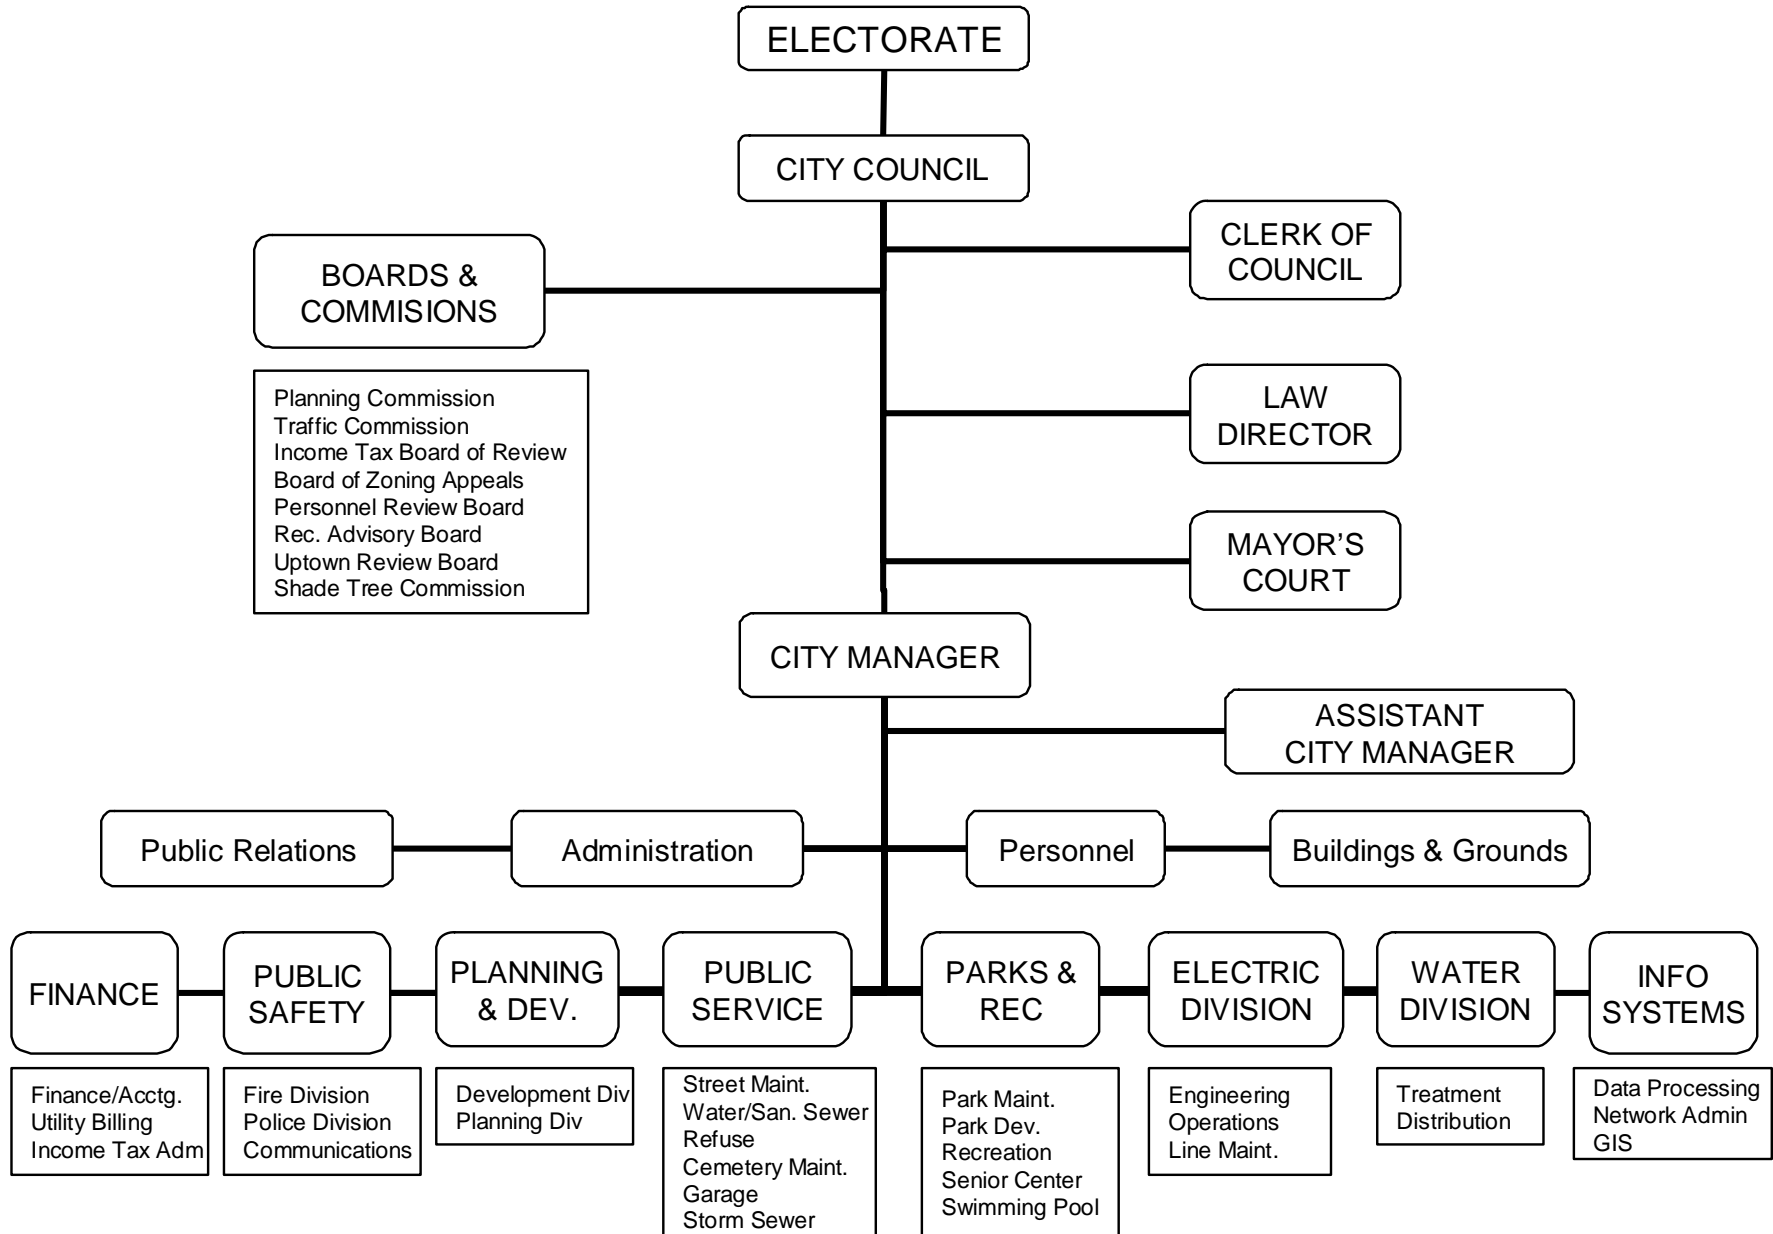 ELECTORATE
CITY COUNCIL
CLERK OF
COUNCIL
BOARDS &
COMMISIONS
Planning Commission
Traffic Commission
Income Tax Board of Review
Board of Zoning Appeals
Personnel Review Board
Rec. Advisory Board
Uptown Review Board
Shade Tree Commission
LAW
DIRECTOR
MAYOR'S
COURT
CITY MANAGER
ASSISTANT
CITY MANAGER
Public Relations
Administration
Personnel
Buildings & Grounds
FINANCE
PUBLIC
SAFETY
PLANNING
& DEV.
PUBLIC
SERVICE
PARKS &
REC
ELECTRIC
DIVISION
WATER
DIVISION
INFO
SYSTEMS
Finance/Acctg.
Utility Billing
Income Tax Adm
Fire Division
Police Division
Communications
Development Div
Planning Div
Street Maint.
Water/San. Sewer
Refuse
Cemetery Maint.
Garage
Storm Sewer
Park Maint.
Park Dev.
Recreation
Senior Center
Swimming Pool
Engineering
Operations
Line Maint.
Treatment
Distribution
Data Processing
Network Admin
GIS